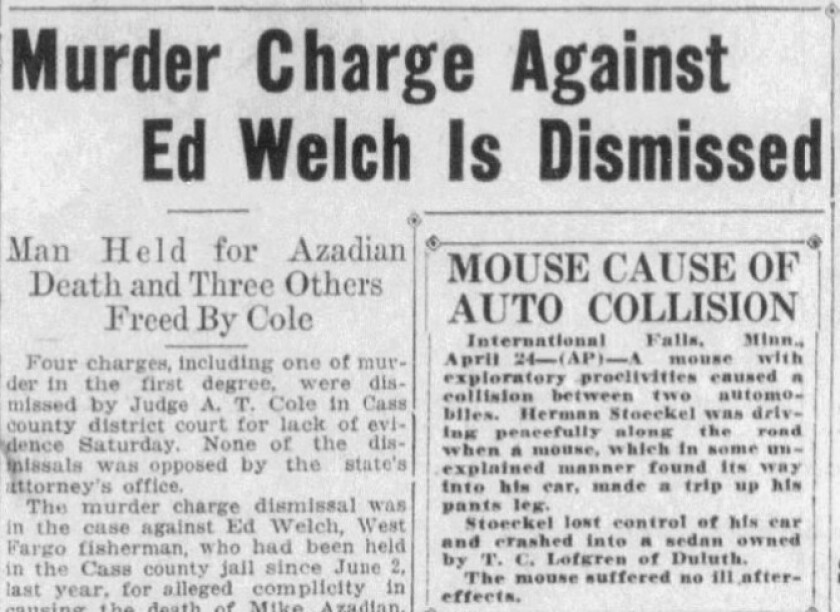 Murder Charge Against
Ed Welch Is Dismissed
Man Held for Azadian
Death and Three Others
Freed By Cole
Four charges, including one of mur-
der in the first degree, were dis-
missed by Judge A. T. Cole in Cass
county district court for lack of evi-
dence Saturday. None of the dis-
missals was opposed by the state's
attorney's office.
The murder charge dismissal was
in the case against Ed Welch, West
Fargo fisherman, who had been held
in the Cass county jail since June 2,
last year, for alleged complicity in
causing the death of Mike Azadian,
MOUSE CAUSE OF
AUTO COLLISION
International Falls, Minn.,
April 24—(AP)—A mouse with
exploratory proclivities caused a
collision between two automo-
biles. Herman Stoeckel was driv-
ing peacefully along the road
when a mouse, which in some un-
explained manner found its way
into his car, made a trip up his
pants leg.
Stoeckel lost control of his car
and crashed into a sedan owned
by T. C. Lofgren of Duluth.
The mouse suffered no ill after-
effects.